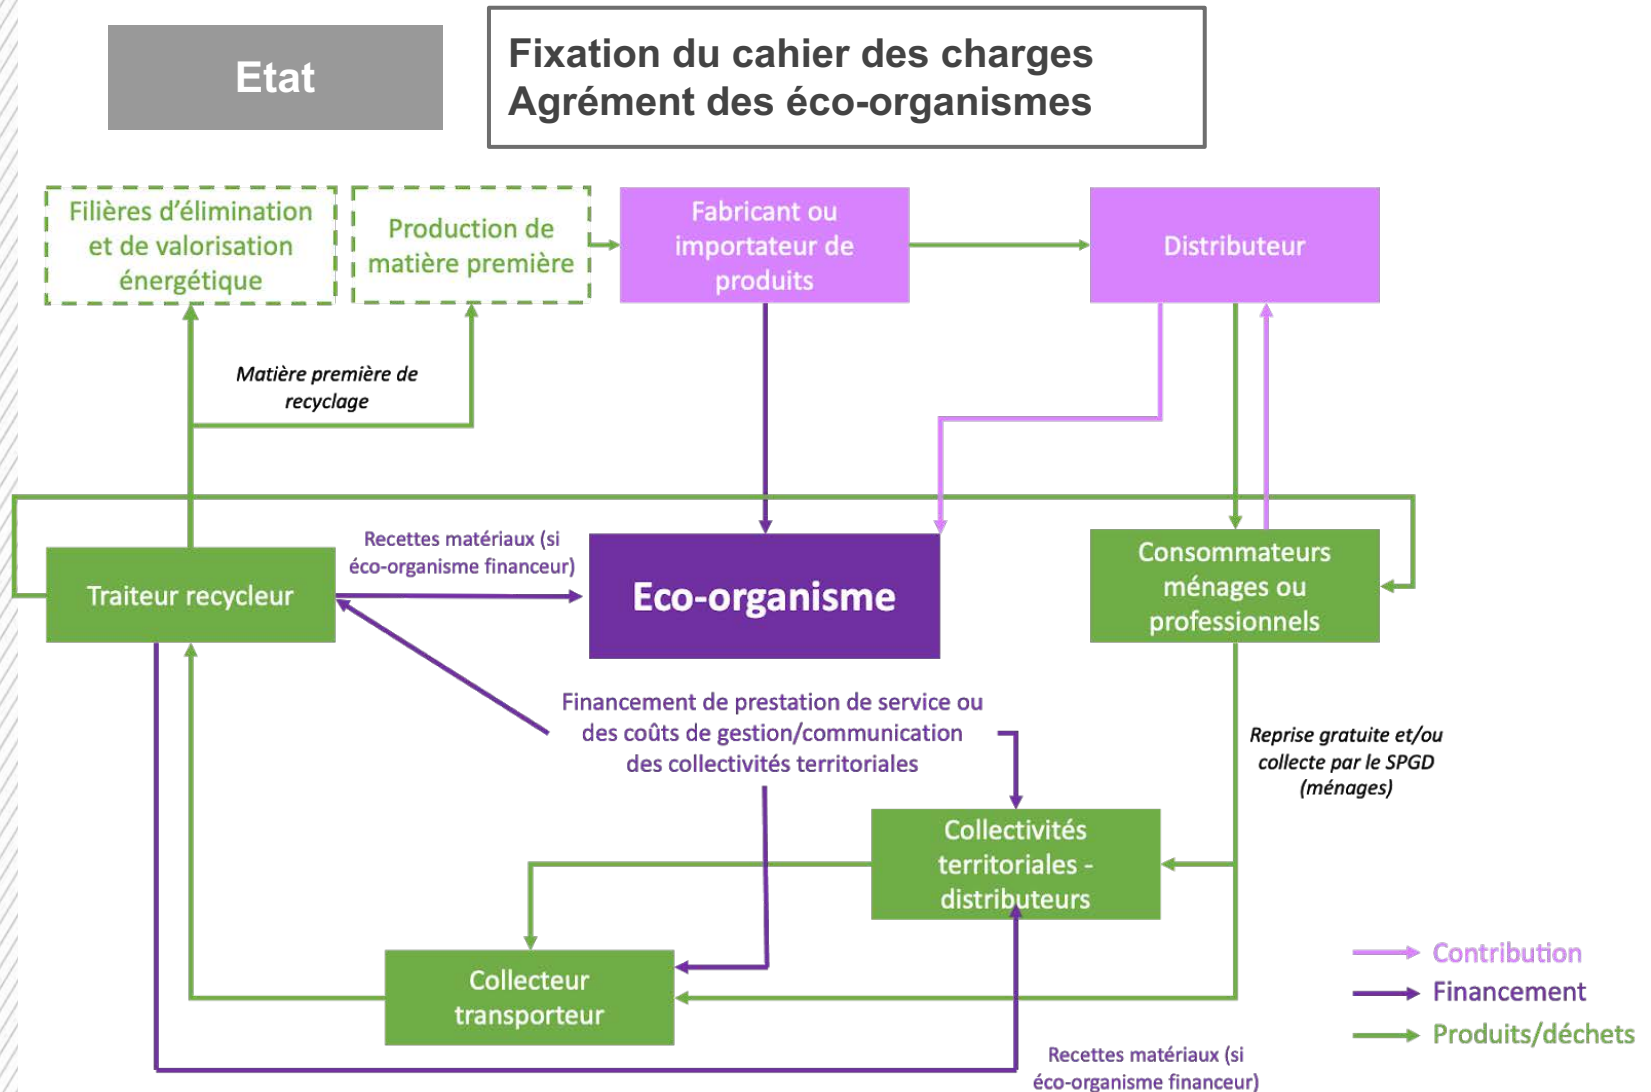 Etat
Fixation du cahier des charges
Agrément des éco-organismes
Filières d’élimination
et de valorisation
énergétique
Production de
matière première
Fabricant ou
importateur de
produits
Distributeur
Matière première de
recyclage
Recettes matériaux (si
éco-organisme financeur)
Traiteur recycleur
Eco-organisme
Consommateurs
ménages ou
professionnels
Financement de prestation de service ou
des coûts de gestion/communication
des collectivités territoriales
Reprise gratuite et/ou
collecte par le SPGD
(ménages)
Collectivités
territoriales -
distributeurs
Collecteur
transporteur
Recettes matériaux (si
éco-organisme financeur)
Contribution
Financement
Produits/déchets